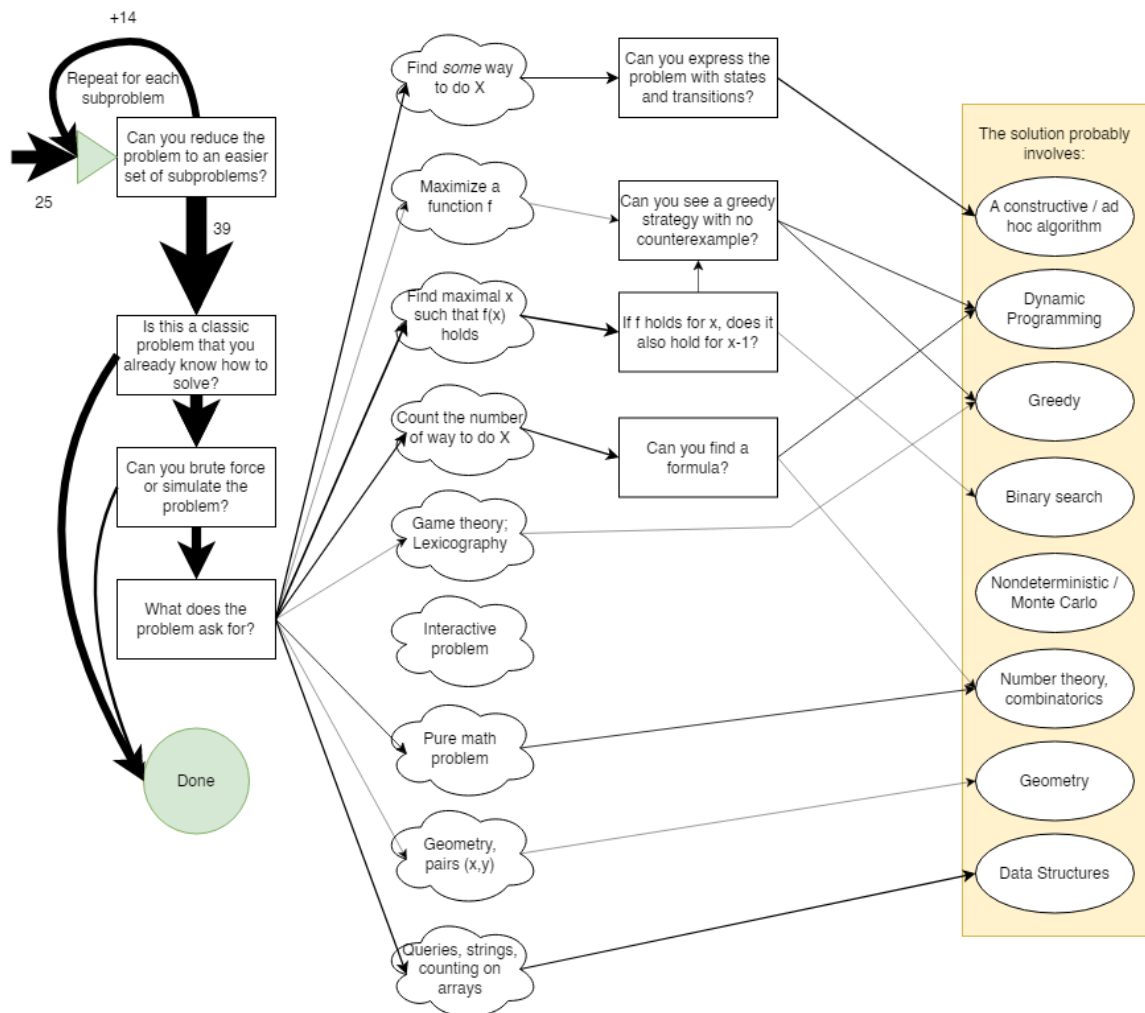 +14
Repeat for each
subproblem
Can you reduce the
problem to an easier
set of subproblems?
25
39
Is this a classic
problem that you
already know how to
solve?
Can you brute force
or simulate the
problem?
What does the
problem ask for?
Done
Find some way
to do X
Maximize a
function f
Find maximal x
such that f(x)
holds
Count the number
of way to do X
Game theory;
Lexicography
Interactive
problem
Pure math
problem
Geometry,
pairs (x,y)
Queries, strings,
counting on
arrays
Can you express the
problem with states
and transitions?
Can you see a greedy
strategy with no
counterexample?
If f holds for x, does it
also hold for x-1?
Can you find a
formula?
The solution probably
involves:
A constructive / ad
hoc algorithm
Dynamic
Programming
Greedy
Binary search
Nondeterministic /
Monte Carlo
Number theory,
combinatorics
Geometry
Data Structures